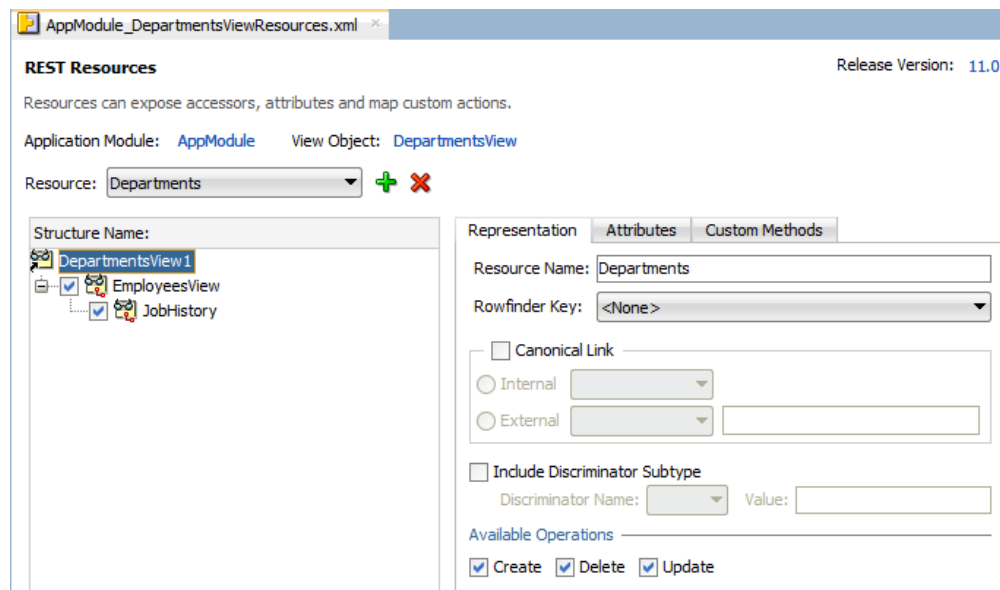 AppModule_DepartmentsViewResources.xml ×
REST Resources
Release Version: 11.0
Resources can expose accessors, attributes and map custom actions.
Application Module: AppModule View Object: DepartmentsView
Resource: Departments
Structure Name:
DepartmentsView1
EmployeesView
JobHistory
Representation Attributes Custom Methods
Resource Name: Departments
Rowfinder Key: <None>
Canonical Link
Internal
External
Include Discriminator Subtype
Discriminator Name: Value:
Available Operations
Create Delete Update